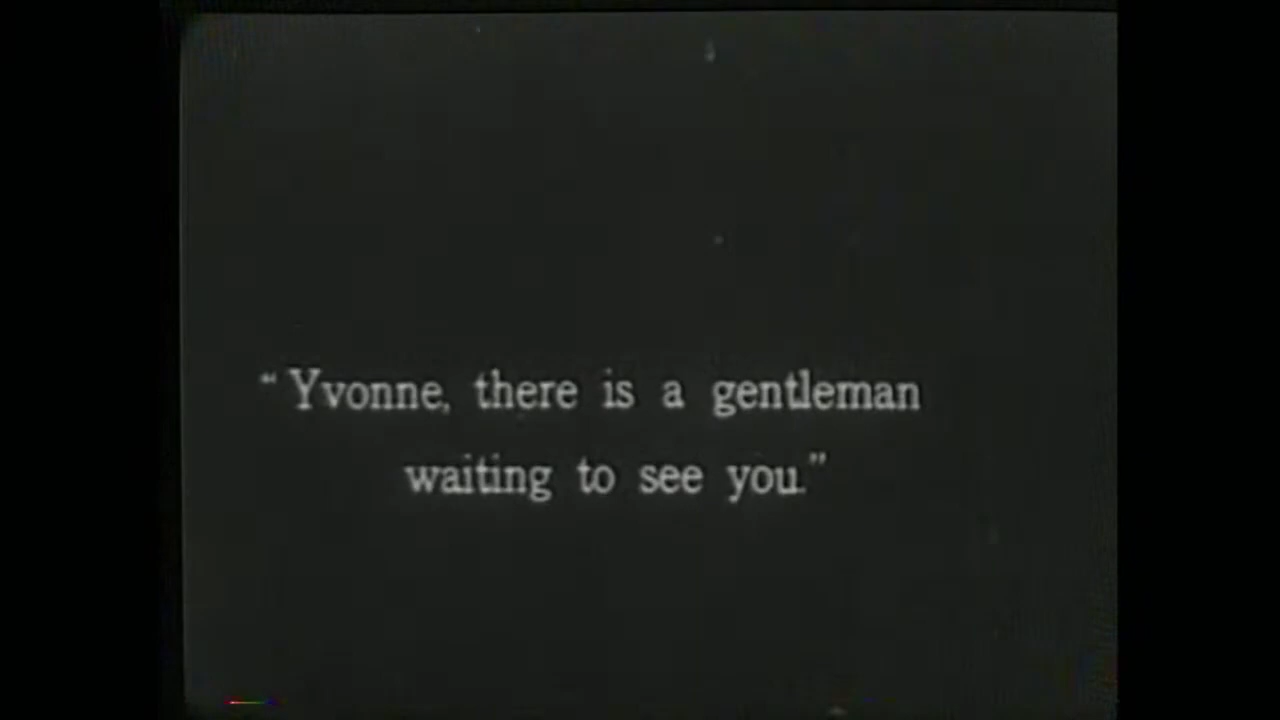 “Yvonne, there is a gentleman
waiting to see you.”